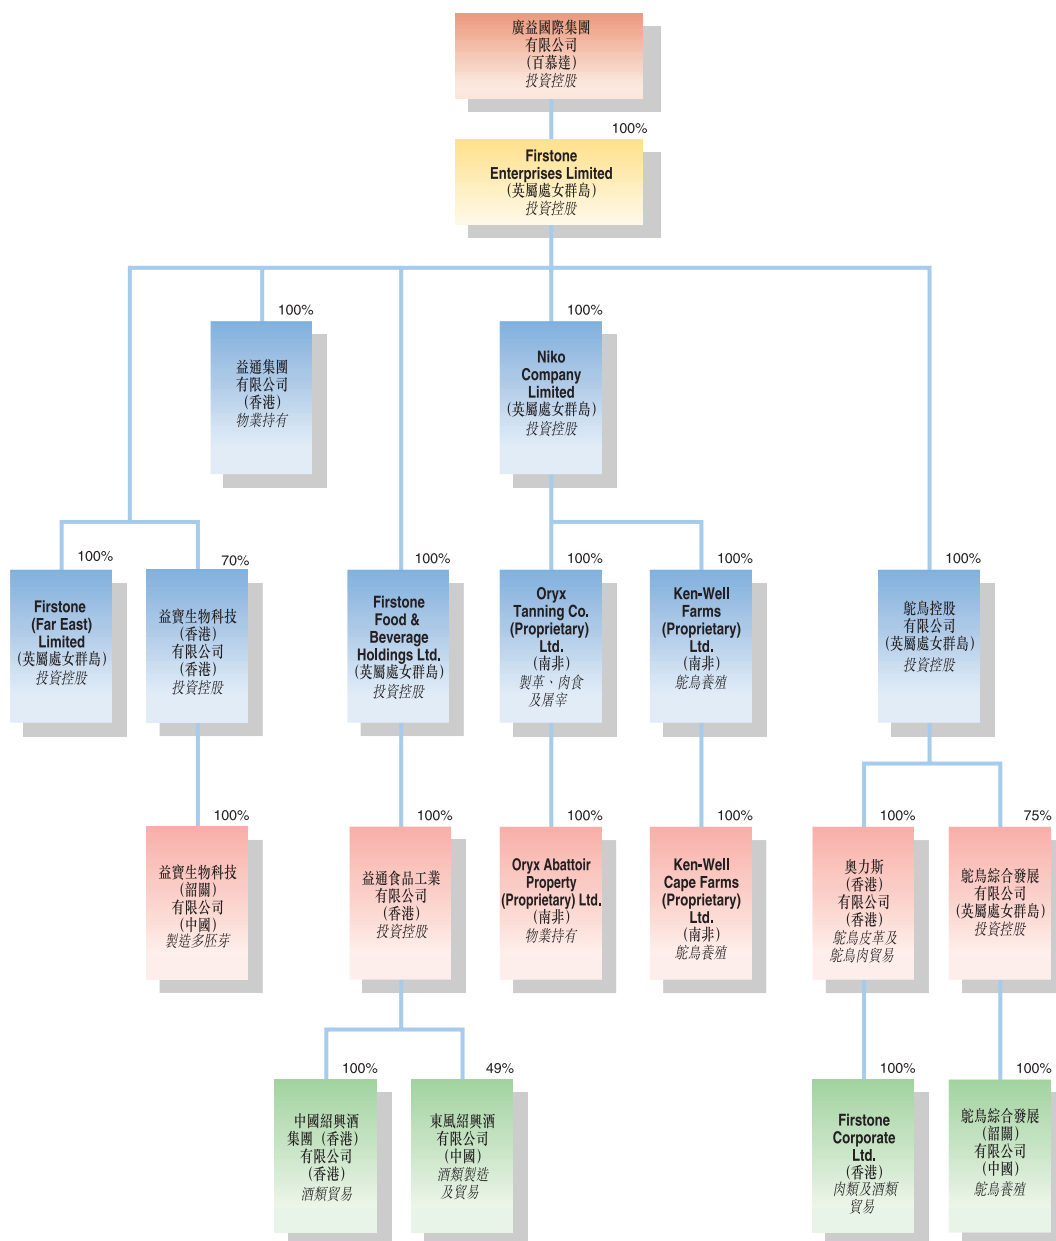 廣益國際集團
有限公司
(百慕達)
投資控股
100%
Firstone
Enterprises Limited
(英屬處女群島)
投資控股
100%
益通集團
有限公司
(香港)
物業持有
100%
Niko
Company
Limited
(英屬處女群島)
投資控股
100%
Firstone
(Far East)
Limited
(英屬處女群島)
投資控股
70%
益寶生物科技
(香港)
有限公司
(香港)
投資控股
100%
Firstone
Food &
Beverage
Holdings Ltd.
(英屬處女群島)
投資控股
100%
Oryx
Tanning Co.
(Proprietary)
Ltd.
(南非)
製革、肉食
及屠宰
100%
Ken-Well
Farms
(Proprietary)
Ltd.
(南非)
鴕鳥養殖
100%
鴕鳥控股
有限公司
(英屬處女群島)
投資控股
100%
益寶生物科技
(韶關)
有限公司
(中國)
製造多胚芽
100%
益通食品工業
有限公司
(香港)
投資控股
100%
Oryx Abattoir
Property
(Proprietary) Ltd.
(南非)
物業持有
100%
Ken-Well
Cape Farms
(Proprietary)
Ltd.
(南非)
鴕鳥養殖
100%
奧力斯
(香港)
有限公司
(香港)
鴕鳥皮革及
鴕鳥肉貿易
75%
鴕鳥綜合發展
有限公司
(英屬處女群島)
投資控股
100%
中國紹興酒
集團(香港)
有限公司
(香港)
酒類貿易
49%
東風紹興酒
有限公司
(中國)
酒類製造
及貿易
100%
Firstone
Corporate
Ltd.
(香港)
肉類及酒類
貿易
100%
鴕鳥綜合發展
(韶關)
有限公司
(中國)
鴕鳥養殖